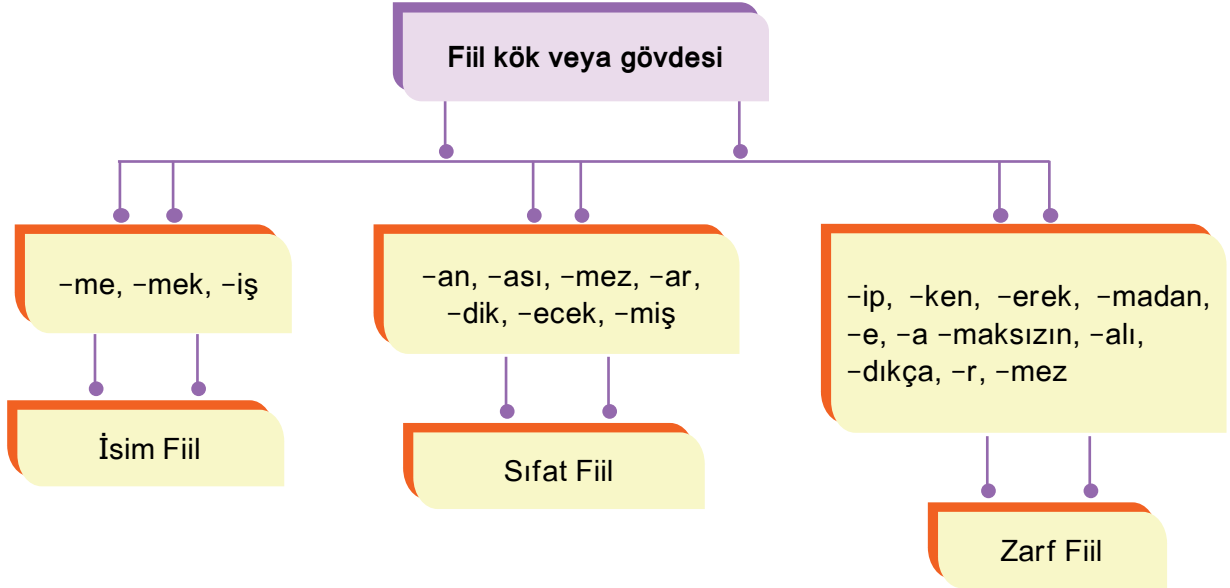 Fiil kök veya gövdesi
-me, -mek, -iş
-an, -ası, -mez, -ar,
-dik, -ecek, -miş
-ip, -ken, -erek, -madan,
-e, -a -maksızın, -alı,
-dıkça, -r, -mez
İsim Fiil
Sıfat Fiil
Zarf Fiil